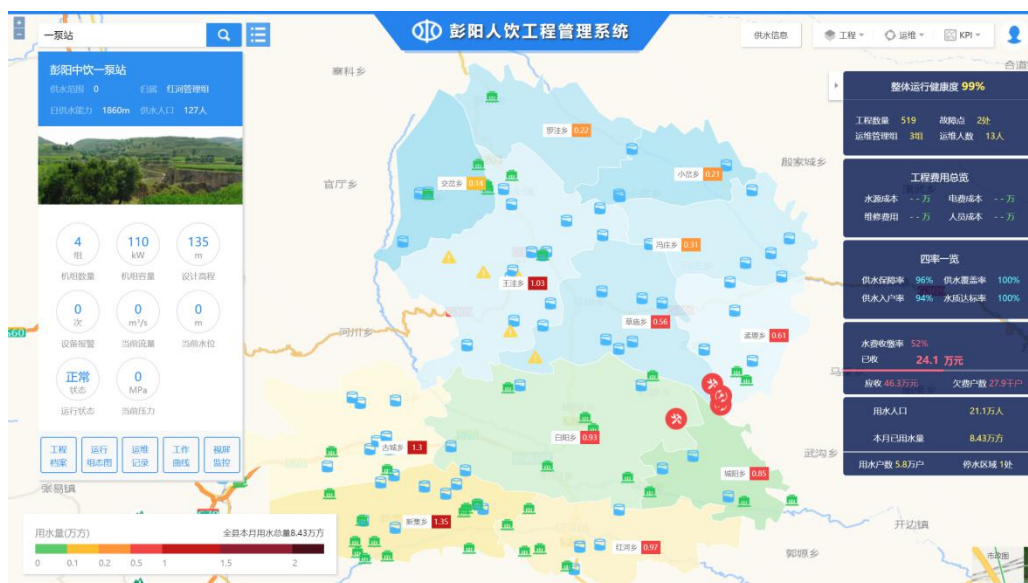 一泵站
彭阳人饮工程管理系统
供水信息
工程
运维
KPI
彭阳中饮一泵站
供水范围 0 归属 红河管理组
日供水能力 1860m 供水人口 127人
4
组
110
kW
135
m
机组数量
机组容量
设计高程
0
次
0
m³/s
0
m
设备报警
当前流量
当前水位
正常
状态
0
MPa
运行状态
当前压力
工程
档案
运行
组态图
运维
记录
工作
曲线
视屏
监控
张易镇
用水量(万方)
全县本月用水总量8.43万方
0 0.1 0.2 0.5 1 1.5 2
寨科乡
官厅乡
河川乡
殷家城乡
武沟乡
开边镇
郭塬乡
合道
S60
罗洼乡 0.22
交岔乡 0.14
小岔乡 0.21
冯庄乡 0.31
王洼乡 1.03
草庙乡 0.56
孟塬乡 0.61
白阳乡 0.93
古城乡 1.3
城阳乡 0.85
新集乡 1.35
红河乡 0.97
整体运行健康度 99%
工程数量 519 故障点 2处
运维管理组 3组 运维人数 13人
工程费用总览
水源成本 - - 万 电费成本 - - 万
维修费用 - - 万 人员成本 - - 万
四率一览
供水保障率 96% 供水覆盖率 100%
供水入户率 94% 水质达标率 100%
水费收缴率 52%
已收 24.1 万元
应收 46.3万元 欠费户数 27.9千户
用水人口 21.1万人
本月已用水量 8.43万方
用水户数 5.8万户 停水区域 1处
市政图